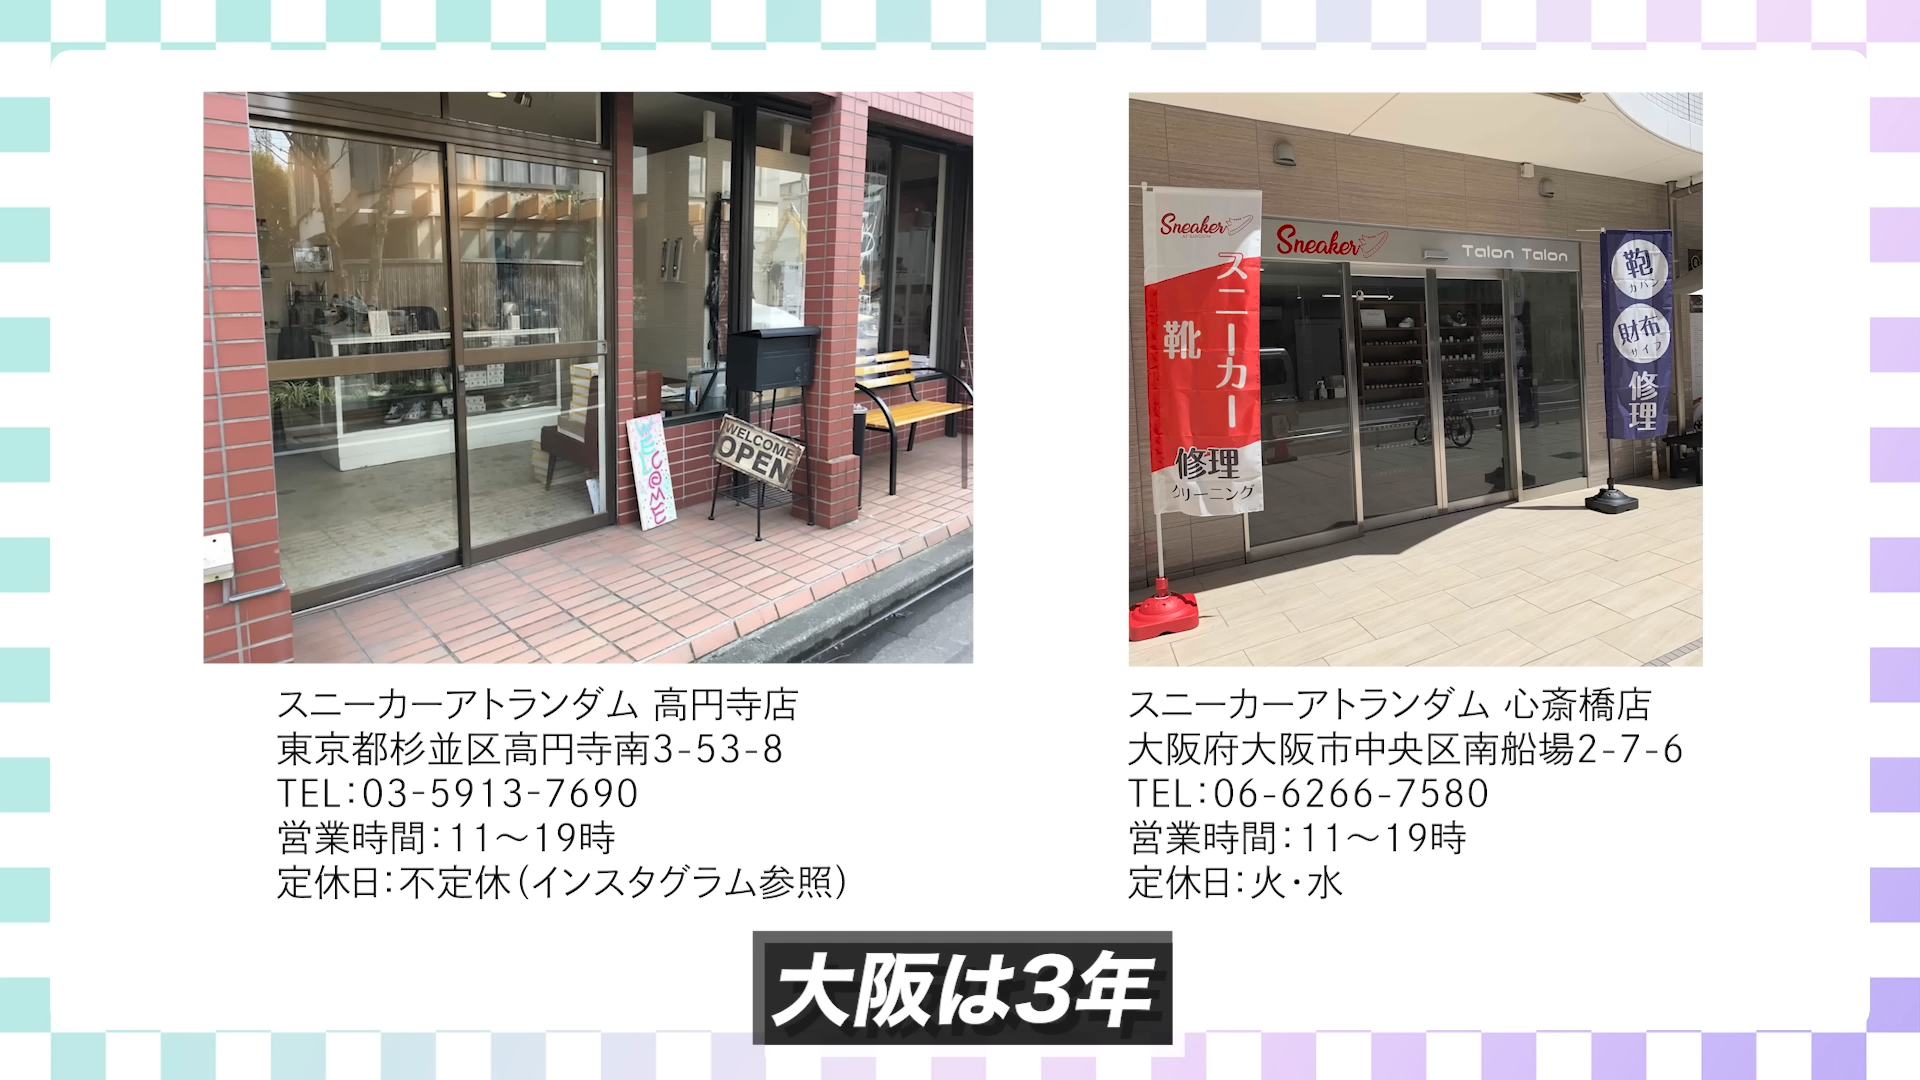 WELCOME
OPEN
WELC@ME
Sneaker
スニーカー
靴
修理
クリーニング
Sneaker
Talon Talon
鞄
カバン
財布
サイフ
修理
スニーカーアトランダム 高円寺店
東京都杉並区高円寺南3-53-8
TEL:03-5913-7690
営業時間:11～19時
定休日:不定休(インスタグラム参照)
スニーカーアトランダム 心斎橋店
大阪府大阪市中央区南船場2-7-6
TEL:06-6266-7580
営業時間:11～19時
定休日:火・水
大阪は3年